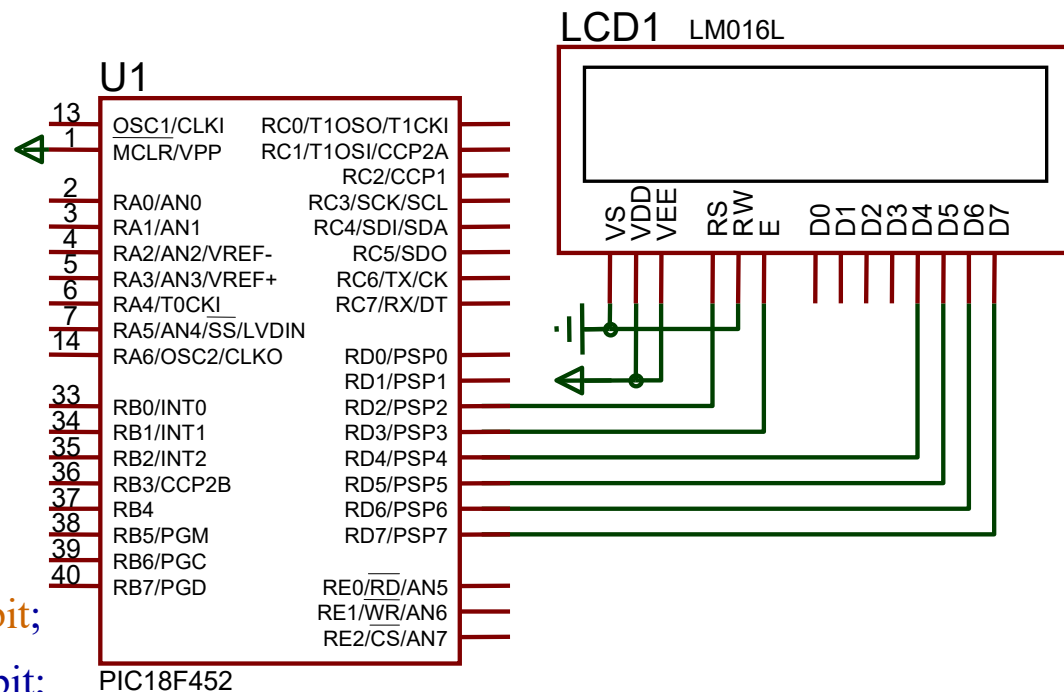 LCD1 LM016L
U1
13 OSC1/CLKI RC0/T1OSO/T1CKI
1 MCLR/VPP RC1/T1OSI/CCP2A
RC2/CCP1
2 RA0/AN0 RC3/SCK/SCL
3 RA1/AN1 RC4/SDI/SDA
4 RA2/AN2/VREF- RC5/SDO
5 RA3/AN3/VREF+ RC6/TX/CK
6 RA4/T0CKI RC7/RX/DT
7 RA5/AN4/SS/LVDIN
14 RA6/OSC2/CLKO RD0/PSP0
RD1/PSP1
33 RB0/INT0 RD2/PSP2
34 RB1/INT1 RD3/PSP3
35 RB2/INT2 RD4/PSP4
36 RB3/CCP2B RD5/PSP5
37 RB4 RD6/PSP6
38 RB5/PGM RD7/PSP7
39 RB6/PGC
40 RB7/PGD RE0/RD/AN5
RE1/WR/AN6
RE2/CS/AN7
PIC18F452
VS VDD VEE RS RW E D0 D1 D2 D3 D4 D5 D6 D7
bit;